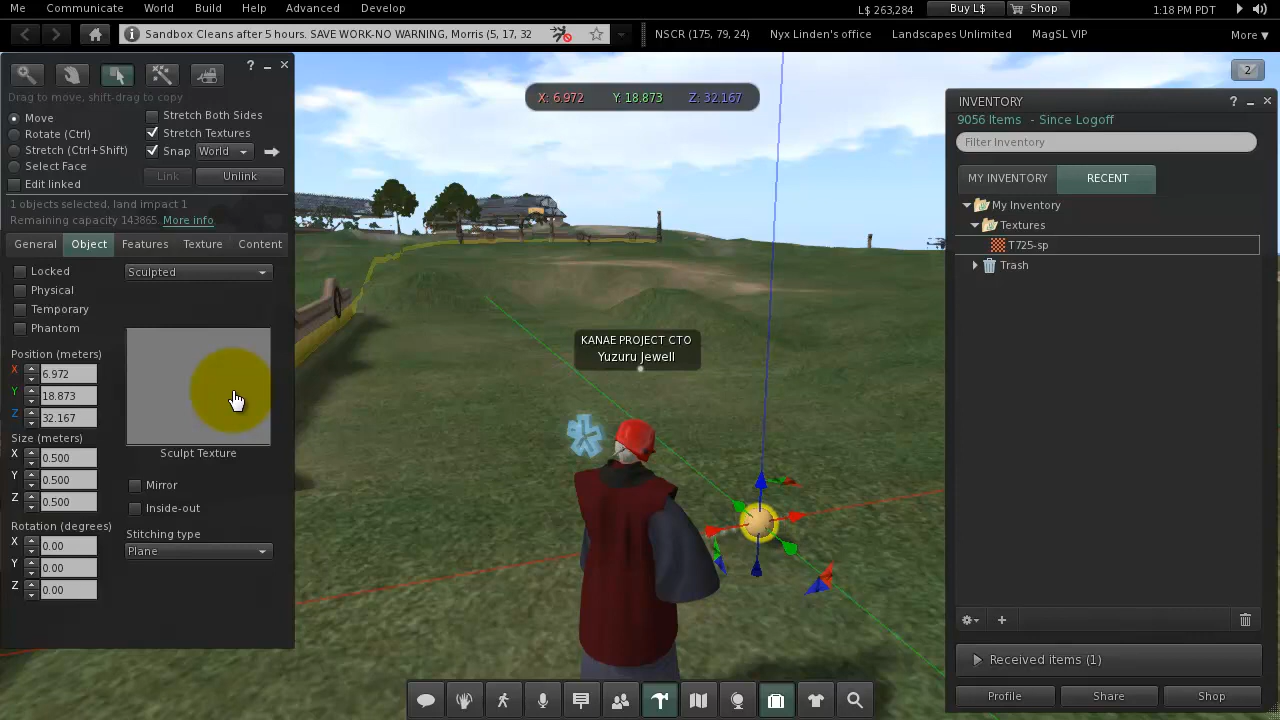 Me Communicate World Build Help Advanced Develop
L$ 263,284 Buy L$ Shop 1:18 PM PDT
Sandbox Cleans after 5 hours. SAVE WORK-NO WARNING, Morris (5, 17, 32
NSCR (175, 79, 24) Nyx Linden's office Landscapes Unlimited MagSL VIP More
Drag to move, shift-drag to copy
Move
Rotate (Ctrl)
Stretch (Ctrl+Shift)
Select Face
Edit linked
Stretch Both Sides
Stretch Textures
Snap World
Link Unlink
1 objects selected, land impact 1
Remaining capacity 143865. More info
General Object Features Texture Content
Locked
Physical
Temporary
Phantom
Position (meters)
X 6.972
Y 18.873
Z 32.167
Size (meters)
X 0.500
Y 0.500
Z 0.500
Rotation (degrees)
X 0.00
Y 0.00
Z 0.00
Sculpted
Sculpt Texture
Mirror
Inside-out
Stitching type
Plane
X: 6.972 Y: 18.873 Z: 32.167
KANAE PROJECT CTO
Yuzuru Jewell
2
INVENTORY
9056 Items - Since Logoff
Filter Inventory
MY INVENTORY RECENT
My Inventory
Textures
T725-sp
Trash
Received items (1)
Profile Share Shop